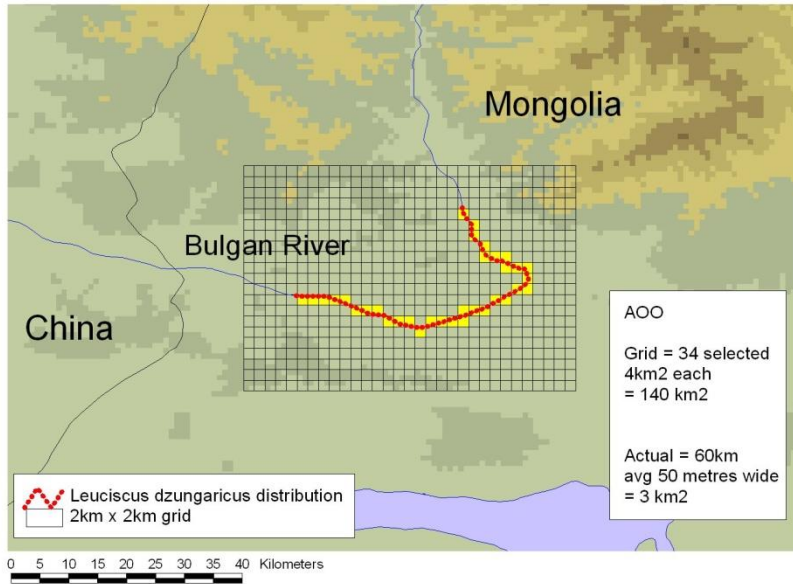 Mongolia
Bulgan River
China
AOO
Grid = 34 selected
4km2 each
= 140 km2
Actual = 60km
avg 50 metres wide
= 3 km2
Leuciscus dzungaricus distribution
2km x 2km grid
0 5 10 15 20 25 30 35 40 Kilometers